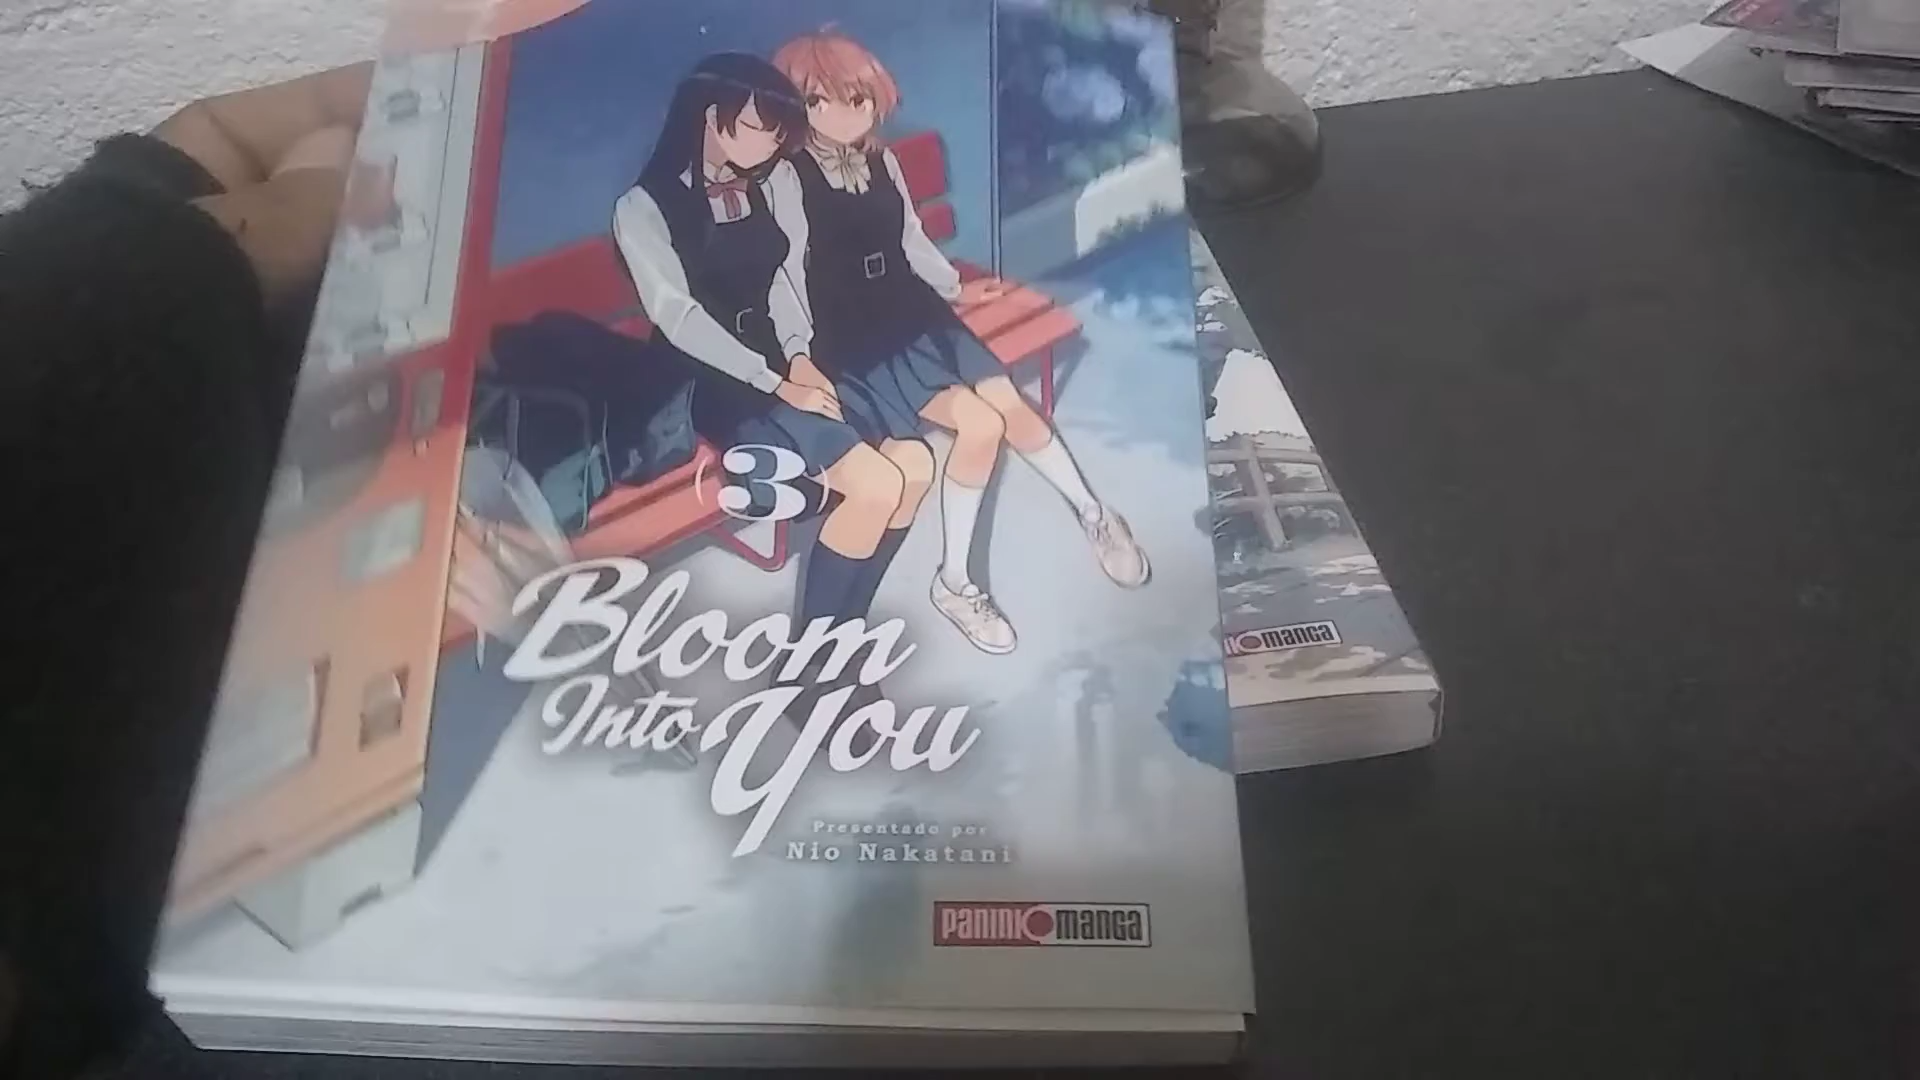 (3)
Bloom
Into You
Presentado por
Nio Nakatani
PANINI manga
manga